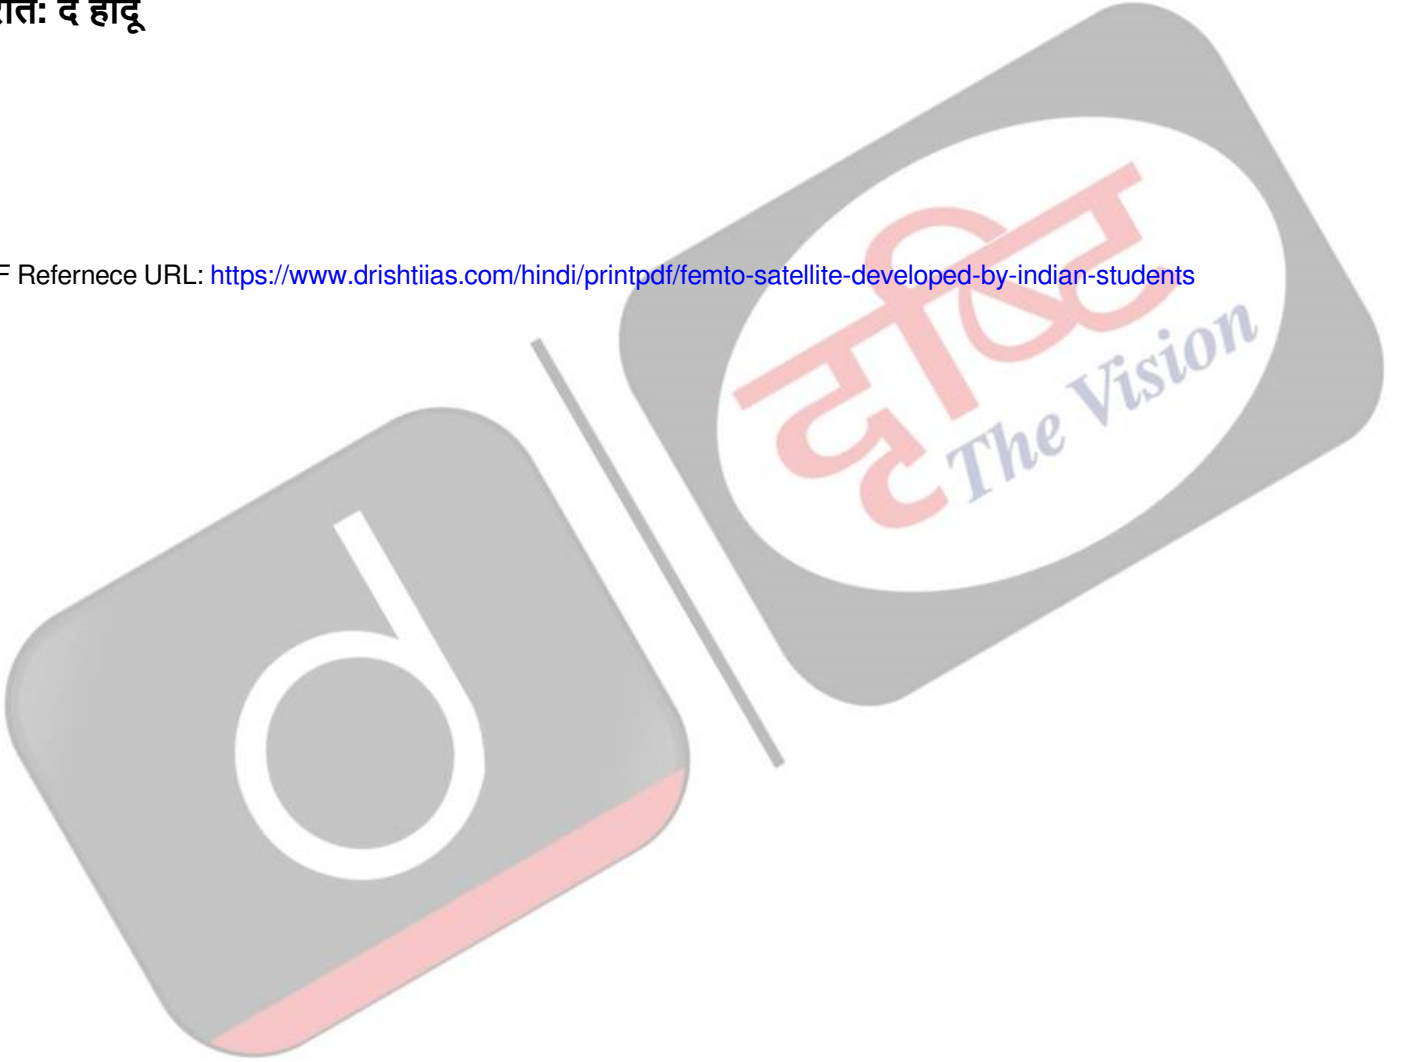 द
F Refernece URL: https://www.drishtiias.com/hindi/printpdf/femto-satellite-developed-by-indian-students
दृष्टि
The Vision
d